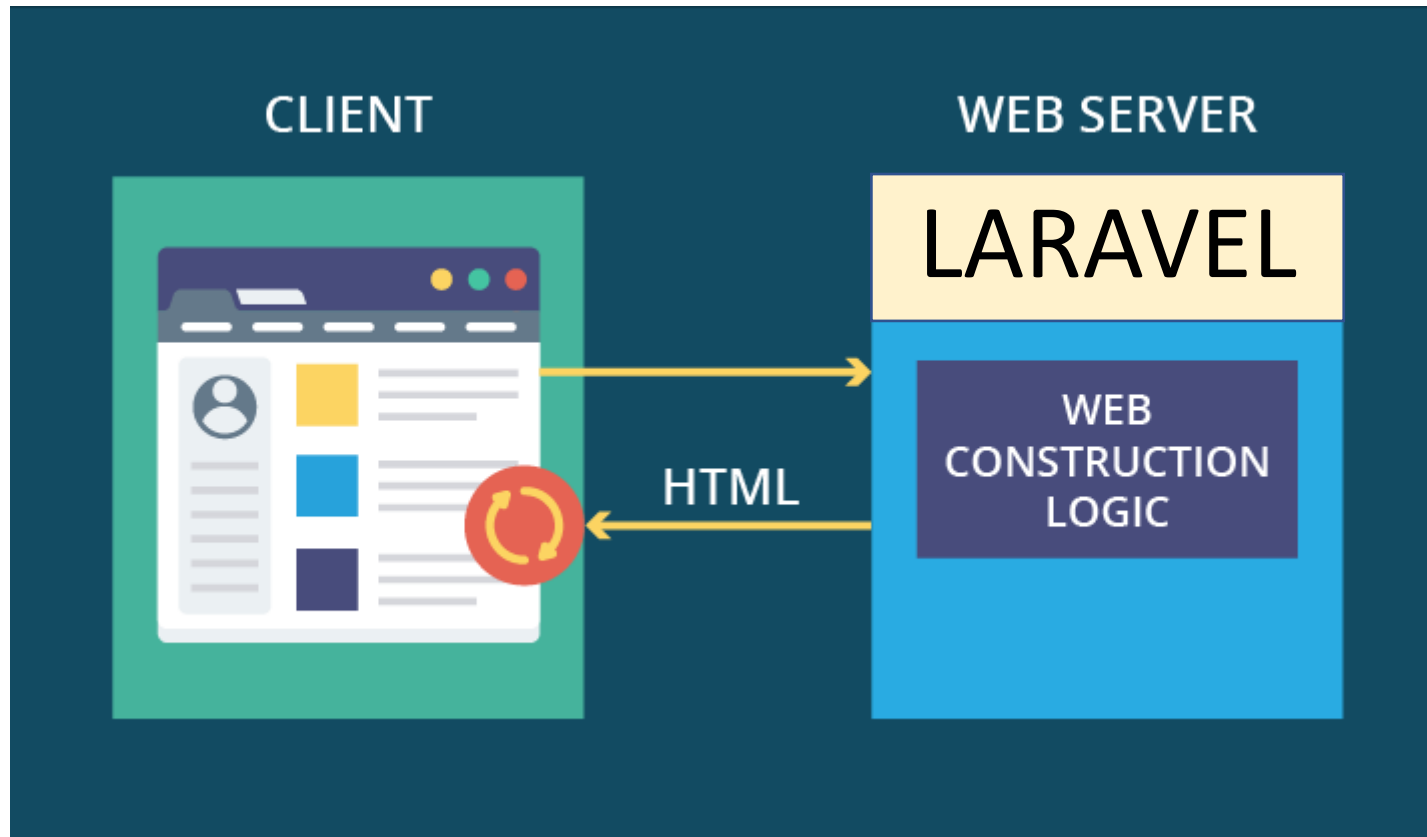 CLIENT
WEB SERVER
LARAVEL
WEB
CONSTRUCTION
LOGIC
HTML